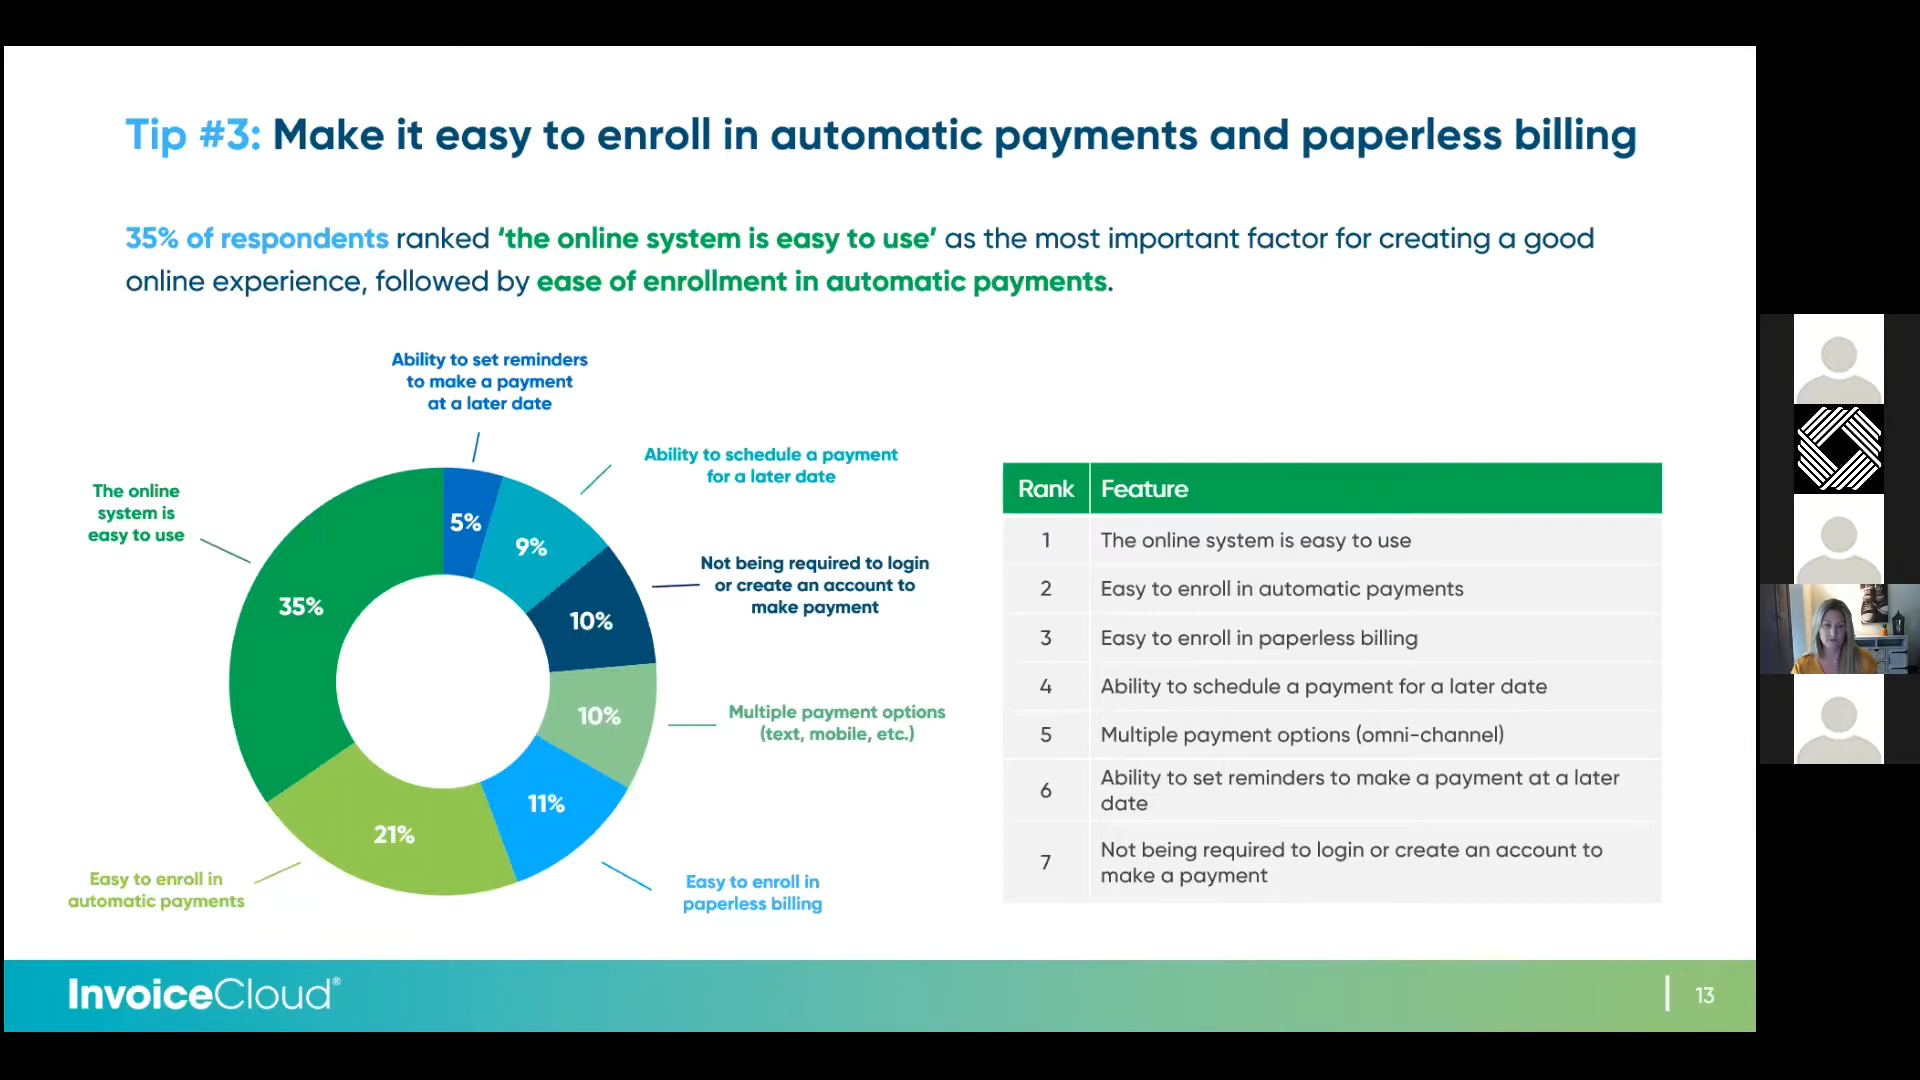 Tip #3: Make it easy to enroll in automatic payments and paperless billing
35% of respondents ranked ‘the online system is easy to use’ as the most important factor for creating a good
online experience, followed by ease of enrollment in automatic payments.
Ability to set reminders
to make a payment
at a later date
Ability to schedule a payment
for a later date
The online
system is
easy to use
Not being required to login
or create an account to
make payment
Multiple payment options
(text, mobile, etc.)
Easy to enroll in
automatic payments
Easy to enroll in
paperless billing
5%
9%
10%
10%
11%
21%
35%
Rank Feature
1 The online system is easy to use
2 Easy to enroll in automatic payments
3 Easy to enroll in paperless billing
4 Ability to schedule a payment for a later date
5 Multiple payment options (omni-channel)
6 Ability to set reminders to make a payment at a later
date
7 Not being required to login or create an account to
make a payment
InvoiceCloud®
13